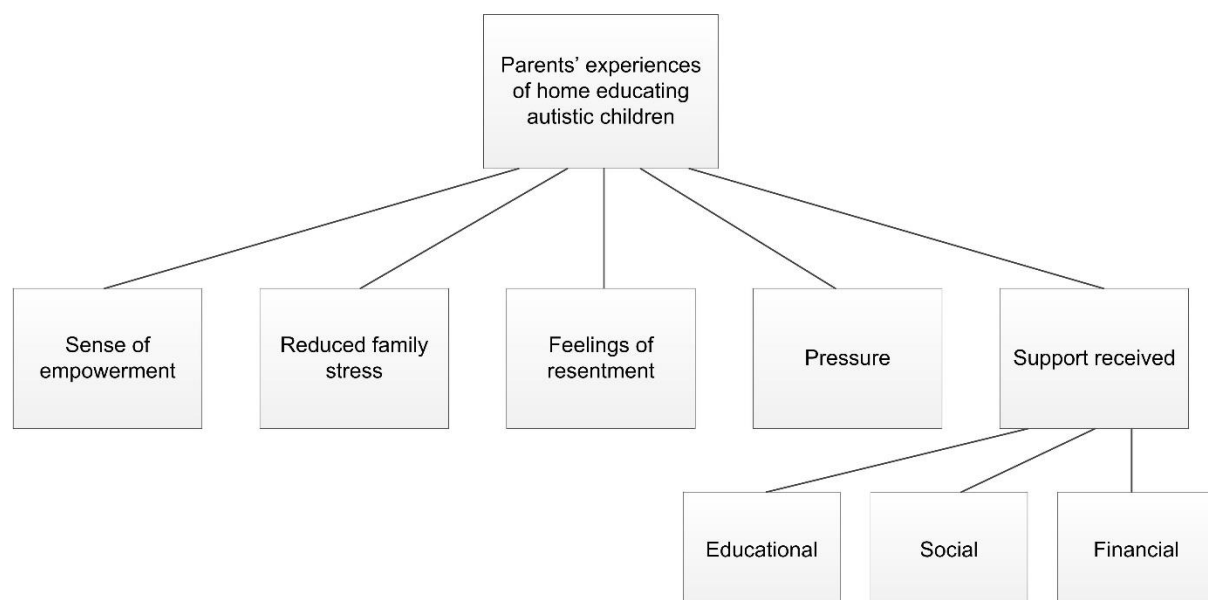 Parents’ experiences
of home educating
autistic children
Sense of
empowerment
Reduced family
stress
Feelings of
resentment
Pressure
Support received
Educational
Social
Financial